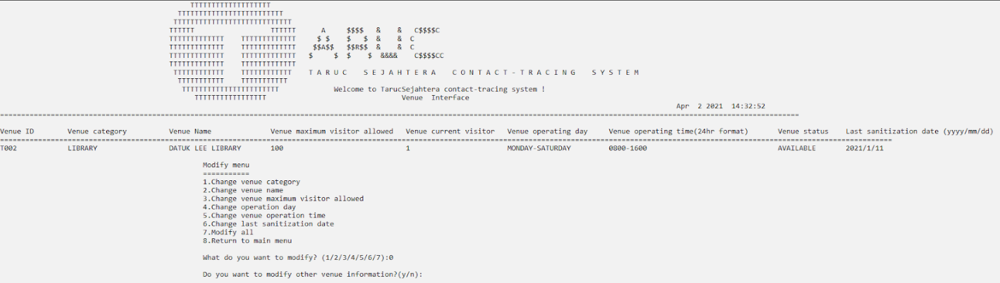 TTTTTTTTTTTTTTTTTTT
TTTTTTTTTTTTTTTTTTTTTTTTT
TTTTTTTTTTTTTTTTTTTTTTTTTTTT
TTTTTT                  TTTTTT      A     $$$$   &    &   C$$$$C
TTTTTTTTTTTTT    TTTTTTTTTTTTT     $ $    $   $  &    &  C
TTTTTTTTTTTTT    TTTTTTTTTTTTT    $$A$$   $$R$$  &    &  C
TTTTTTTTTTTTT    TTTTTTTTTTTTT   $     $  $    $  &&&&    C$$$$CC
TTTTTTTTTTTTT    TTTTTTTTTTTTT
TTTTTTTTTTTT    TTTTTTTTTTTT    T A R U C    S E J A H T E R A    C O N T A C T - T R A C I N G    S Y S T E M
TTTTTTTTTTT    TTTTTTTTTTT
TTTTTTTTTTTTTTTTTTTTTTT             Welcome to TarucSejahtera contact-tracing system !
TTTTTTTTTTTTTTTTT                                Venue  Interface
Apr  2 2021  14:32:52
Venue ID        Venue category          Venue Name              Venue maximum visitor allowed   Venue current visitor   Venue operating day     Venue operating time(24hr format)       Venue status    Last sanitization date (yyyy/mm/dd)
T002            LIBRARY                 DATUK LEE LIBRARY       100                             1                       MONDAY-SATURDAY         0800-1600                               AVAILABLE       2021/1/11
Modify menu
===========
1.Change venue category
2.Change venue name
3.Change venue maximum visitor allowed
4.Change operation day
5.Change venue operation time
6.Change last sanitization date
7.Modify all
8.Return to main menu
What do you want to modify? (1/2/3/4/5/6/7):0
Do you want to modify other venue information?(y/n):